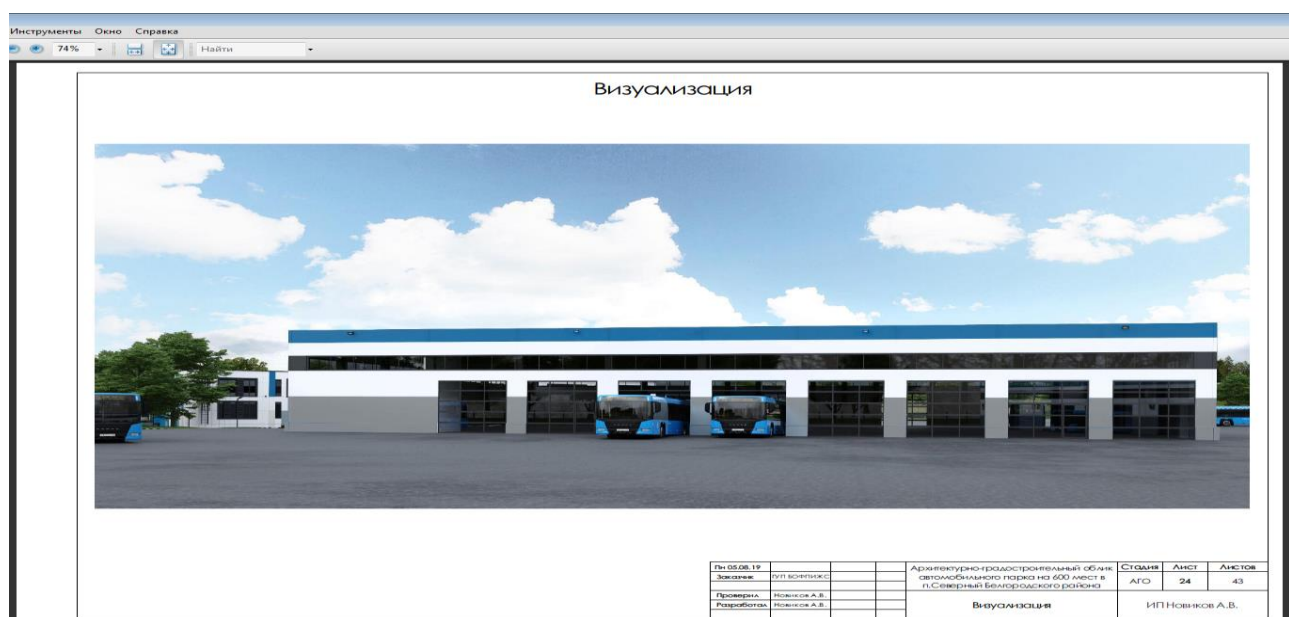 Инструменты Окно Справка
74% Найти
Визуализация
Пн 05.08.19
Архитектурно-градостроительный облик
автомобильного парка на 600 мест в
п.Северный Белгородского района
Стадия Лист Листов
Заказчик
АГО 24 43
Проверил Новиков А.В.
Разработал Новиков А.В.
Визуализация
ИП Новиков А.В.